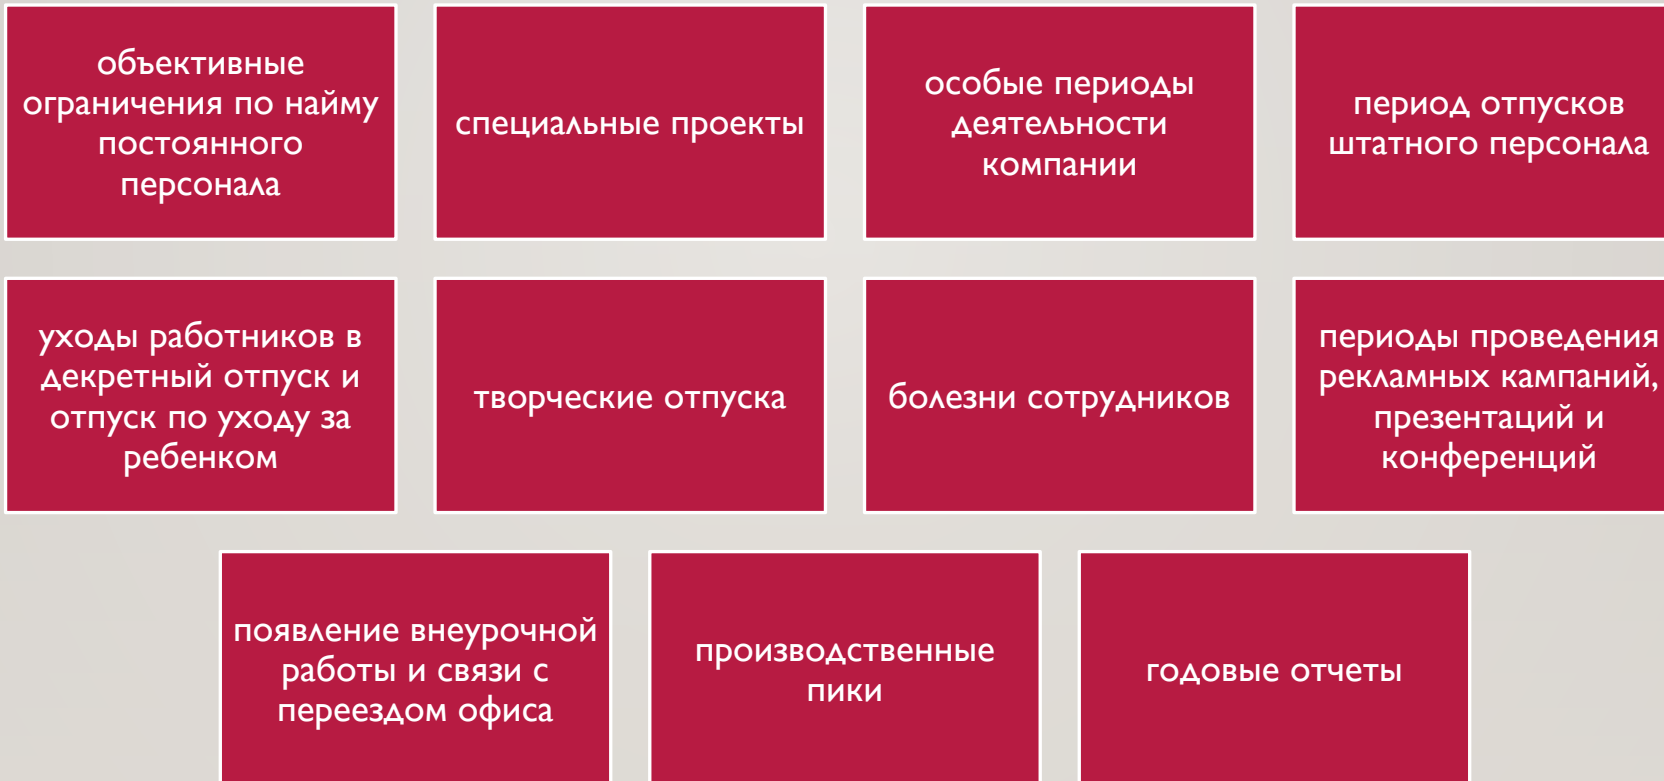 объективные
ограничения по найму
постоянного
персонала
специальные проекты
особые периоды
деятельности
компании
период отпусков
штатного персонала
уходы работников в
декретный отпуск и
отпуск по уходу за
ребенком
творческие отпуска
болезни сотрудников
периоды проведения
рекламных кампаний,
презентаций и
конференций
появление внеурочной
работы и связи с
переездом офиса
производственные
пики
годовые отчеты